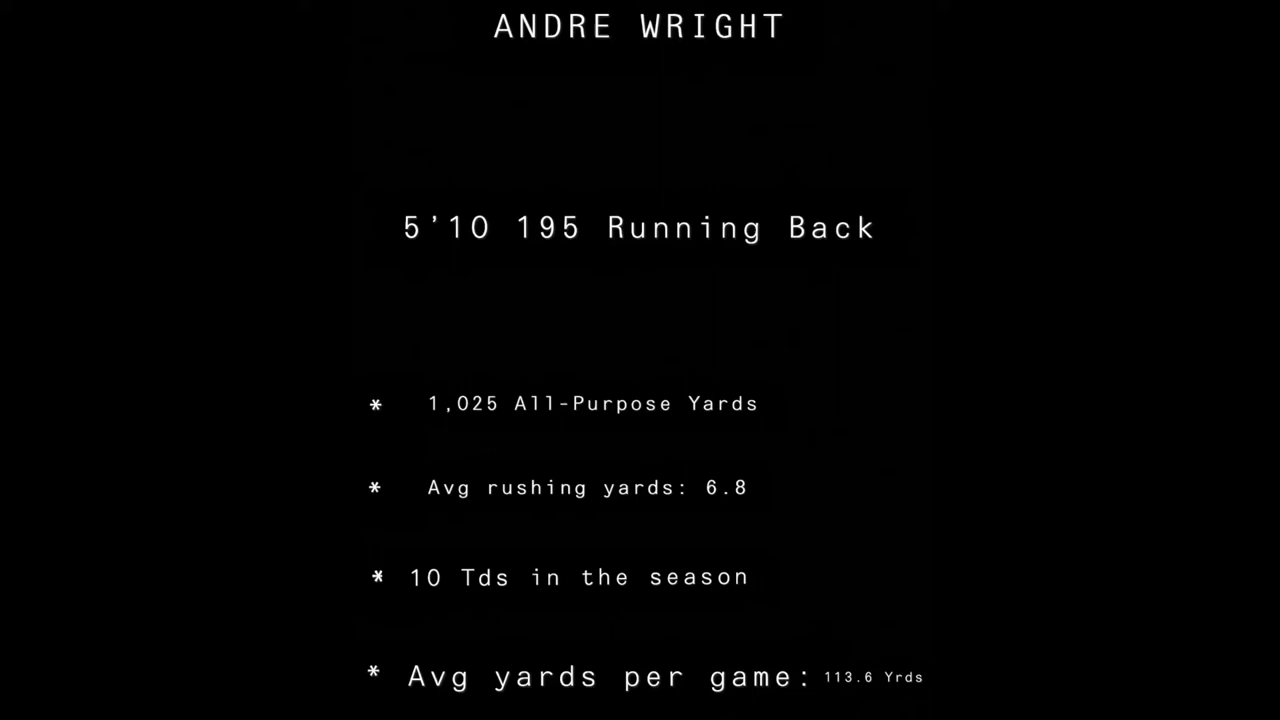 ANDRE WRIGHT
5'10 195 Running Back
* 1,025 All-Purpose Yards
* Avg rushing yards: 6.8
* 10 Tds in the season
* Avg yards per game: 113.6 Yrds